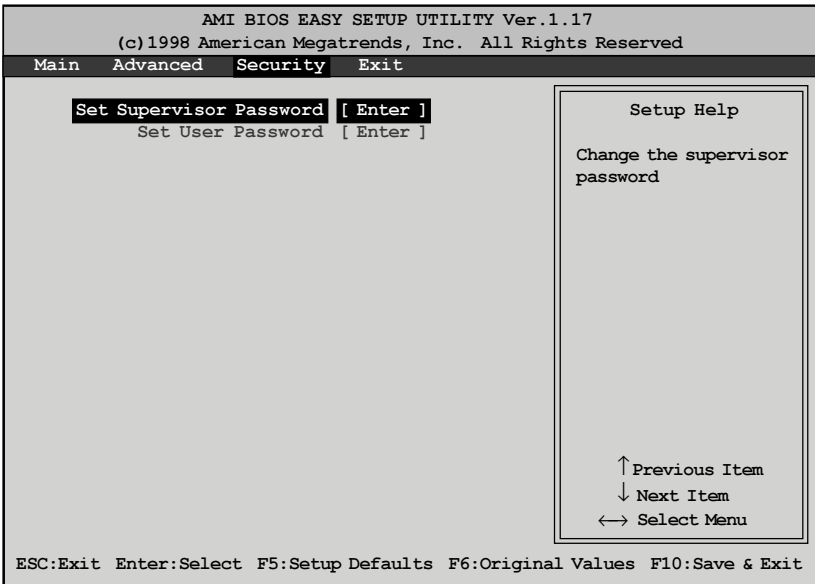 AMI BIOS EASY SETUP UTILITY Ver.1.17
(c)1998 American Megatrends, Inc. All Rights Reserved
Main Advanced Security Exit
Set Supervisor Password [ Enter ]
Set User Password [ Enter ]
Setup Help
Change the supervisor
password
↑ Previous Item
↓ Next Item
←→ Select Menu
ESC:Exit Enter:Select F5:Setup Defaults F6:Original Values F10:Save & Exit